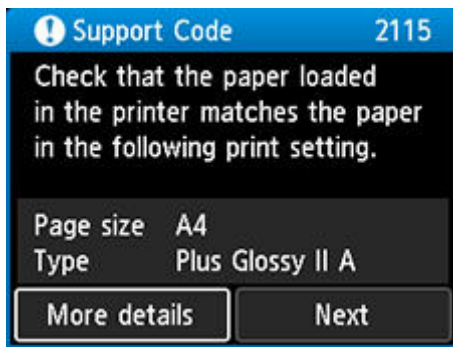 Support Code 2115
Check that the paper loaded
in the printer matches the paper
in the following print setting.
Page size A4
Type Plus Glossy II A
More details Next